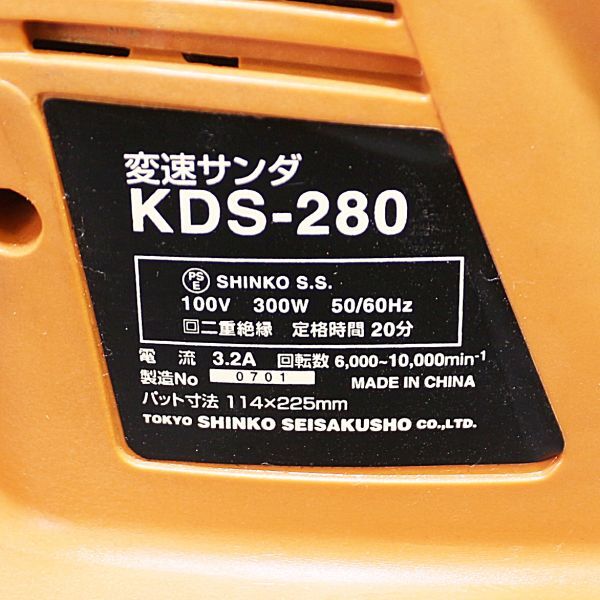 変速サンダ
KDS-280
PSE SHINKO S.S.
100V 300W 50/60Hz
回二重絶縁 定格時間 20分
電流 3.2A 回転数 6,000~10,000min-1
製造No 0701 MADE IN CHINA
パット寸法 114×225mm
TOKYO SHINKO SEISAKUSHO CO.,LTD.